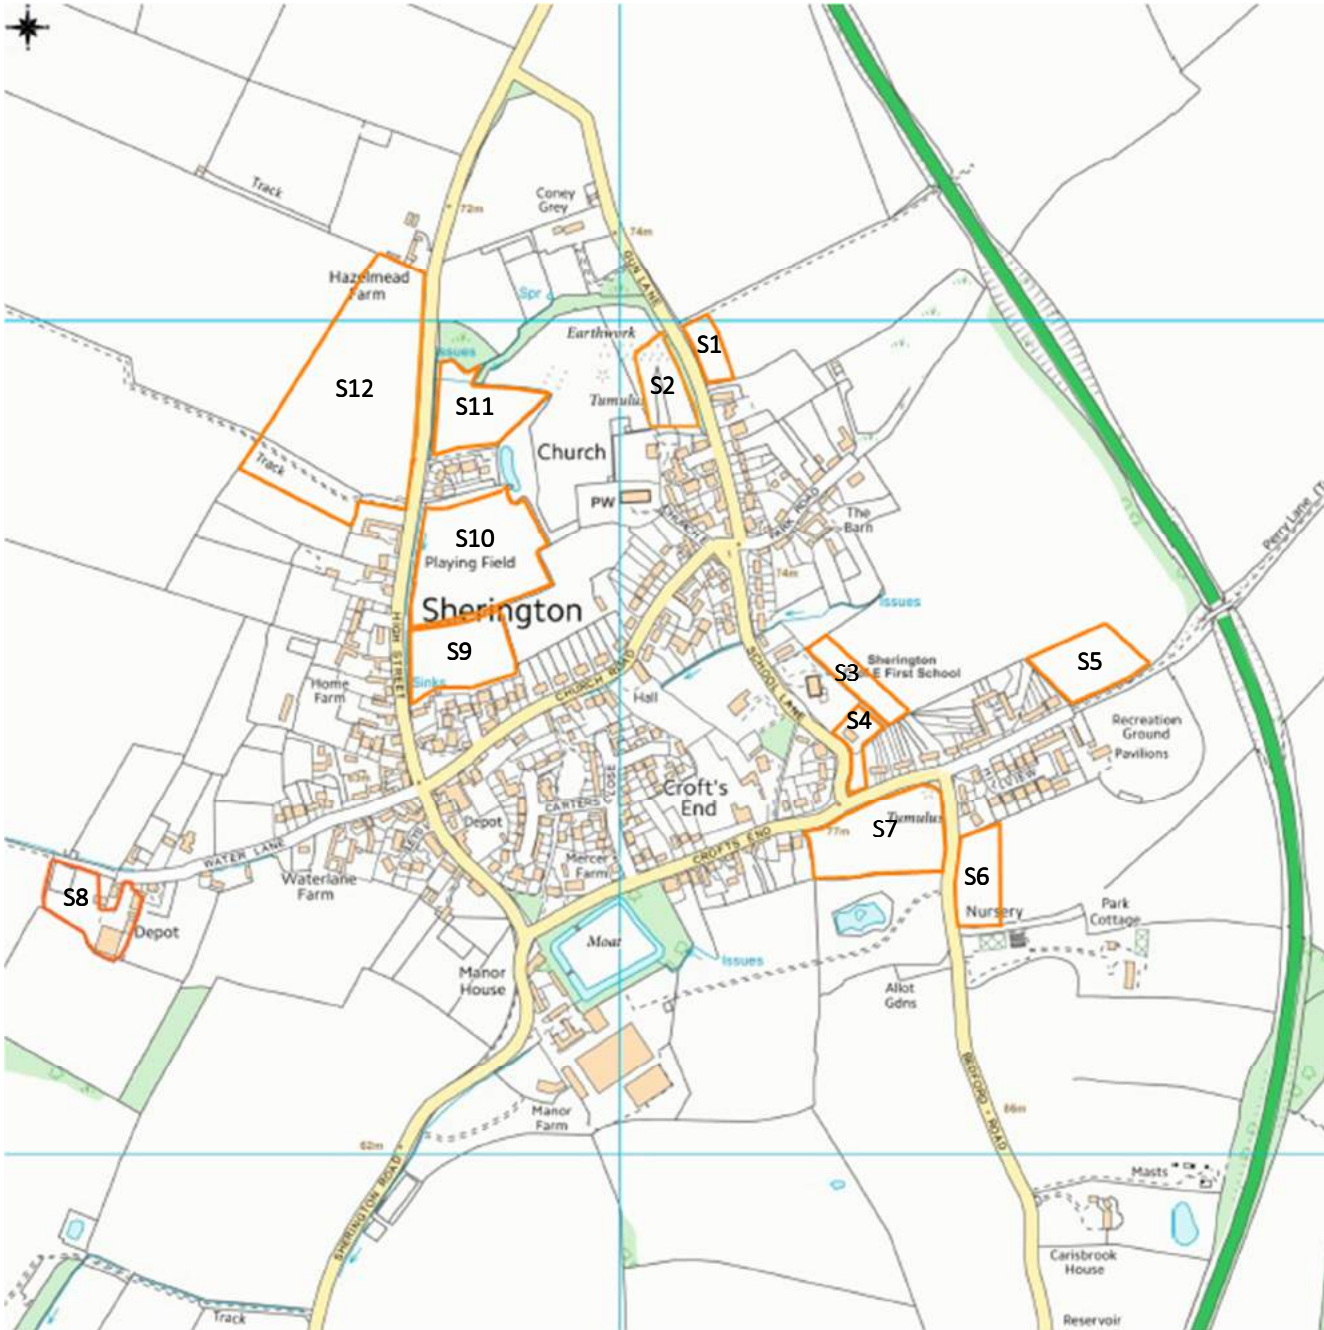 72m
Track
Coney
Grey
74m
GUN LANE
Hazelmead
Farm
Spr
Earthwork
S1
Issues
S12
S2
S11
Tumulus
Church
Track
PW
PARK ROAD
The
Barn
S10
Playing Field
Perry Lane
74m
Issues
Sherington
HIGH STREET
S9
SCHOOL LANE
S3
Sherington
E First School
S5
CHURCH ROAD
Sinks
Home
Farm
Hall
S4
Recreation
Ground
Pavilions
Croft's
End
CARTERS CLOSE
Depot
S7
Tumulus
77m
CROFTS END
WATER LANE
Mercer
Farm
Waterlane
Farm
S6
S8
Nursery
Park
Cottage
Depot
Moat
Issues
Manor
House
Allot
Gdns
BEDFORD ROAD
86m
Manor
Farm
62m
SHERINGTON ROAD
Masts
Carisbrook
House
Track
Reservoir